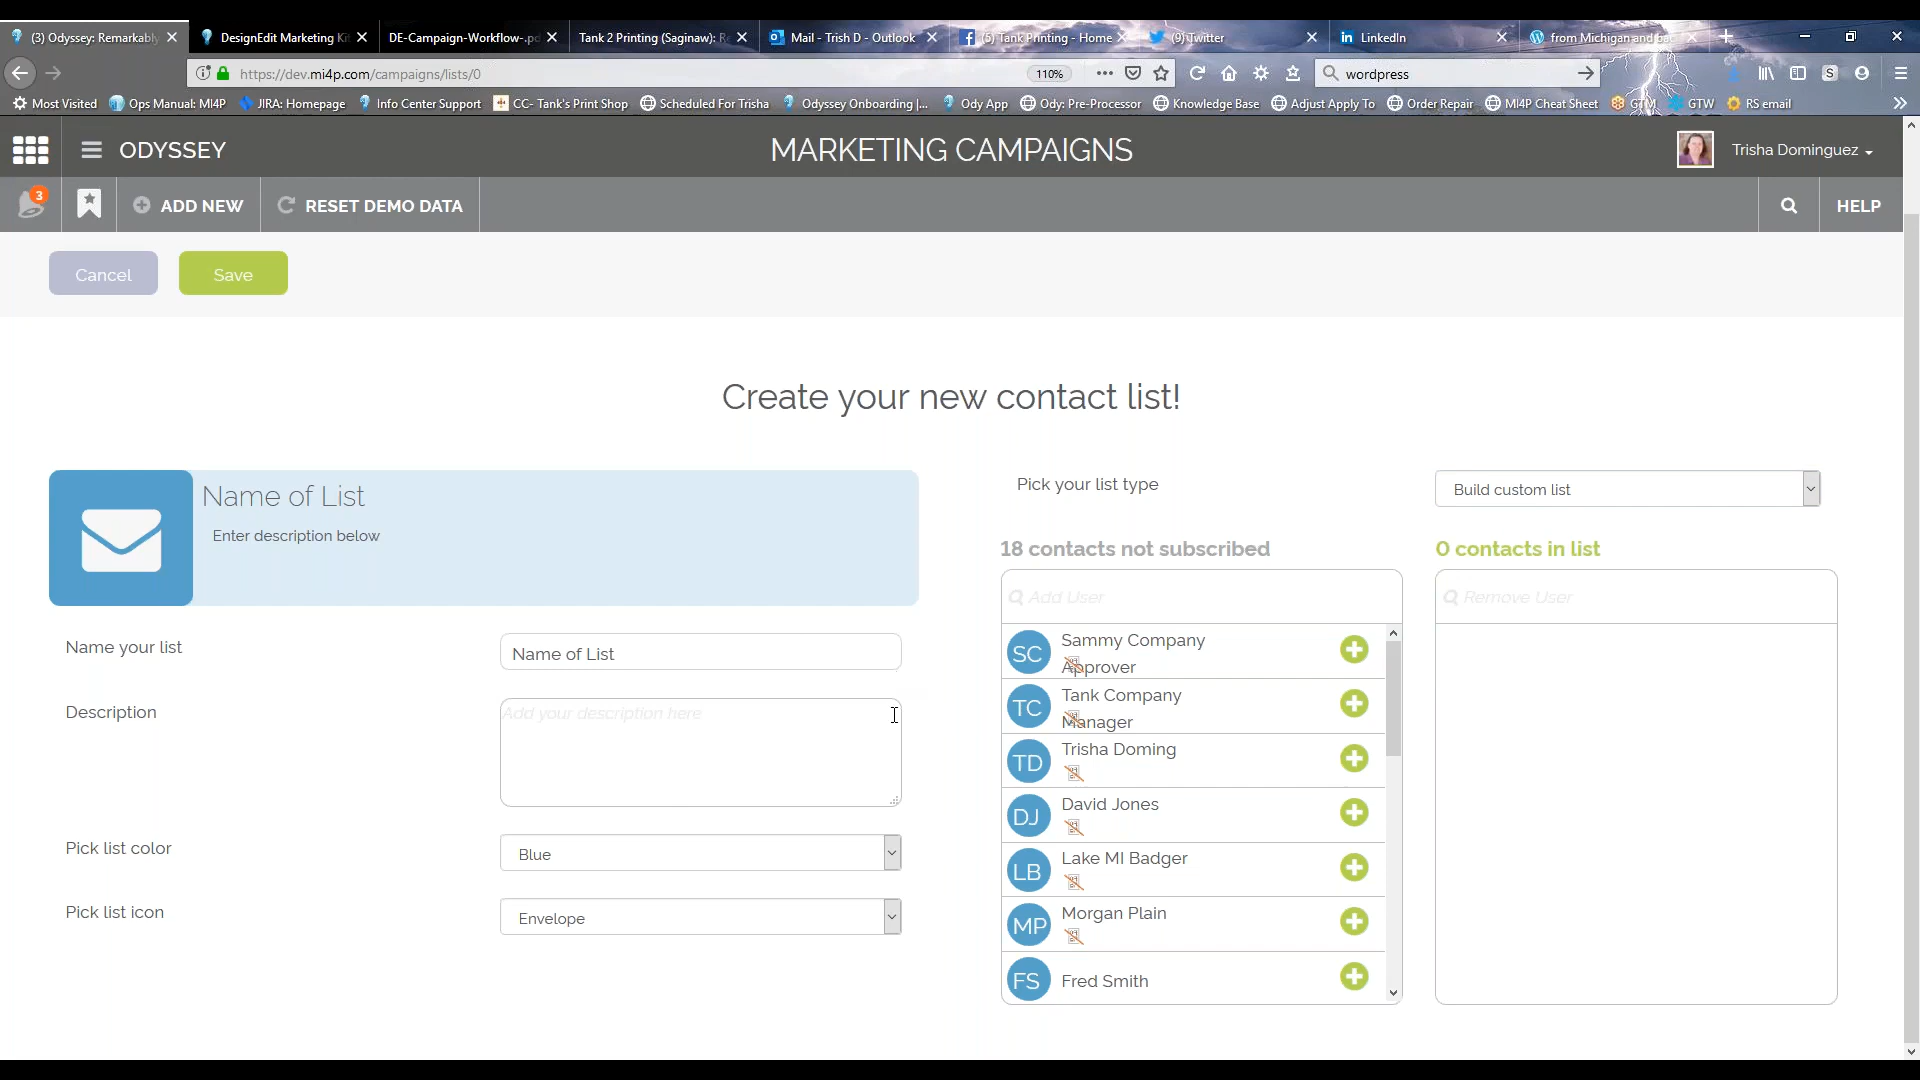 (3) Odyssey: Remarkably
DesignEdit Marketing Ki
DE-Campaign-Workflow-.pd
Tank 2 Printing (Saginaw): R
Mail - Trish D - Outlook
(5) Tank Printing - Home
(9) Twitter
LinkedIn
from Michigan and bac
https://dev.mi4p.com/campaigns/lists/0
110%
wordpress
Most Visited
Ops Manual: MI4P
JIRA: Homepage
Info Center Support
CC- Tank's Print Shop
Scheduled For Trisha
Odyssey Onboarding |...
Ody App
Ody: Pre-Processor
Knowledge Base
Adjust Apply To
Order Repair
MI4P Cheat Sheet
GTM
GTW
RS email
ODYSSEY
MARKETING CAMPAIGNS
Trisha Dominguez
3
ADD NEW
RESET DEMO DATA
HELP
Cancel
Save
Create your new contact list!
Name of List
Enter description below
Name your list
Name of List
Description
Add your description here
Pick list color
Blue
Pick list icon
Envelope
Pick your list type
Build custom list
18 contacts not subscribed
0 contacts in list
Add User
Remove User
SC
Sammy Company
Approver
TC
Tank Company
Manager
TD
Trisha Doming
DJ
David Jones
LB
Lake MI Badger
MP
Morgan Plain
FS
Fred Smith